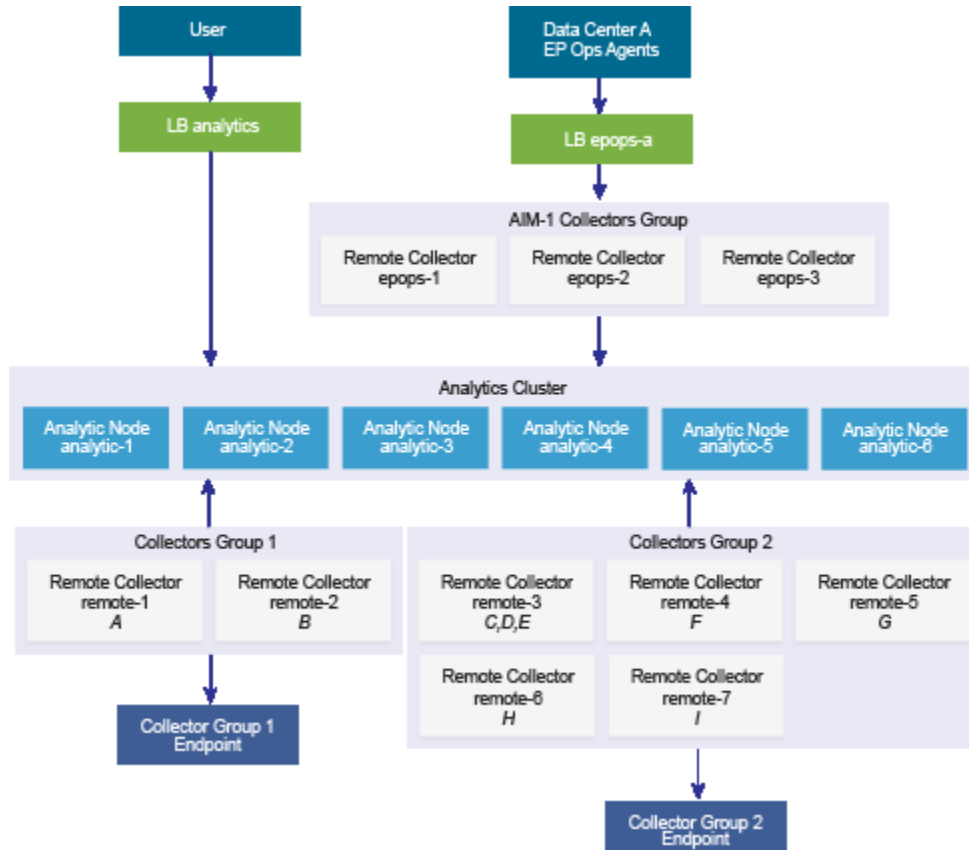 User
Data Center A
EP Ops Agents
LB analytics
LB epops-a
AIM-1 Collectors Group
Remote Collector
epops-1
Remote Collector
epops-2
Remote Collector
epops-3
Analytics Cluster
Analytic Node
analytic-1
Analytic Node
analytic-2
Analytic Node
analytic-3
Analytic Node
analytic-4
Analytic Node
analytic-5
Analytic Node
analytic-6
Collectors Group 1
Remote Collector
remote-1
A
Remote Collector
remote-2
B
Collectors Group 2
Remote Collector
remote-3
C,D,E
Remote Collector
remote-4
F
Remote Collector
remote-5
G
Remote Collector
remote-6
H
Remote Collector
remote-7
I
Collector Group 1
Endpoint
Collector Group 2
Endpoint